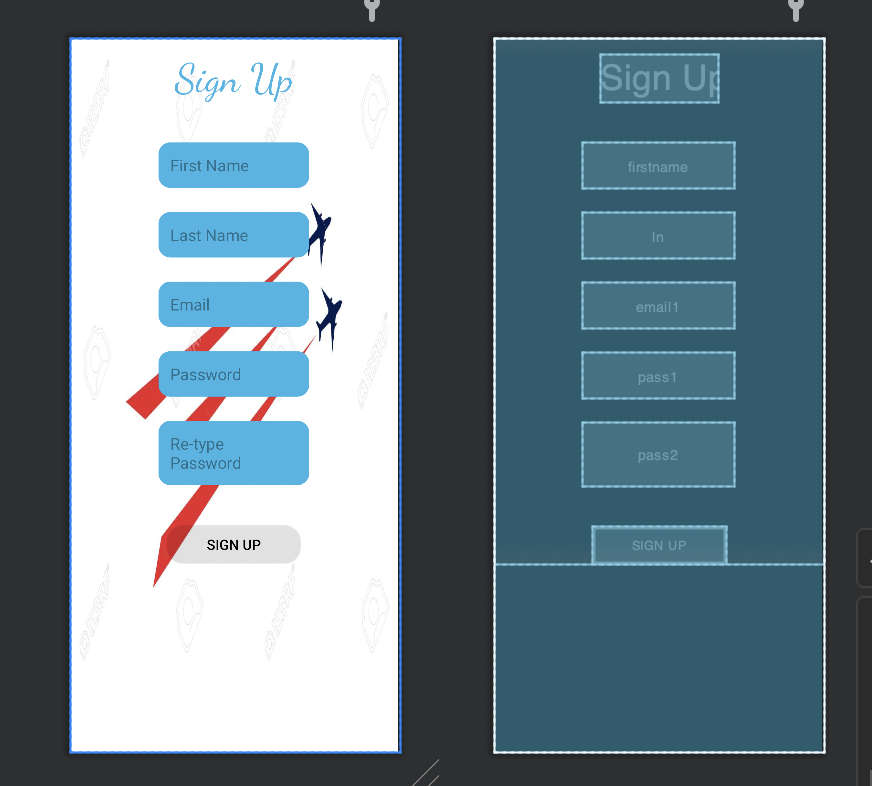 Sign Up
First Name
Last Name
Email
Password
Re-type
Password
SIGN UP
Sign Up
firstname
ln
email1
pass1
pass2
SIGN UP